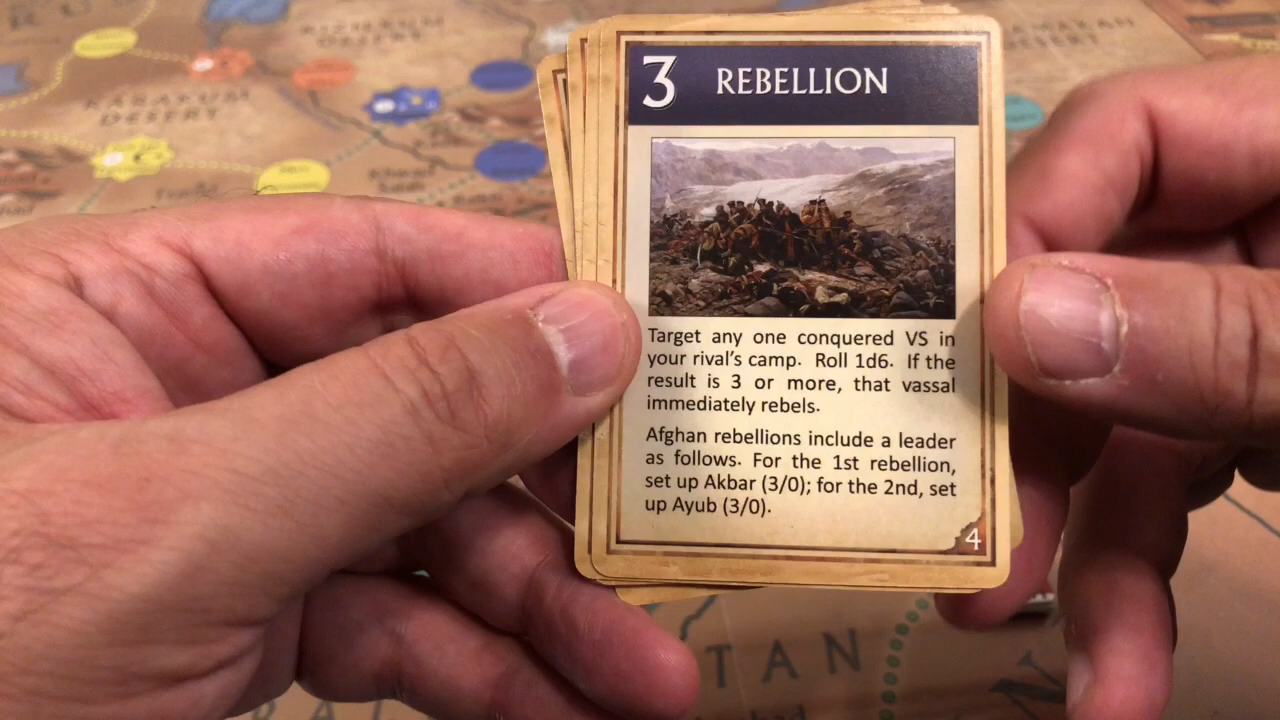 3 REBELLION
Target any one conquered VS in
your rival's camp. Roll 1d6. If the
result is 3 or more, that vassal
immediately rebels.
Afghan rebellions include a leader
as follows. For the 1st rebellion,
set up Akbar (3/0); for the 2nd, set
up Ayub (3/0).
4
DESERT
KARAKUM
DESERT
DESERT
TAN